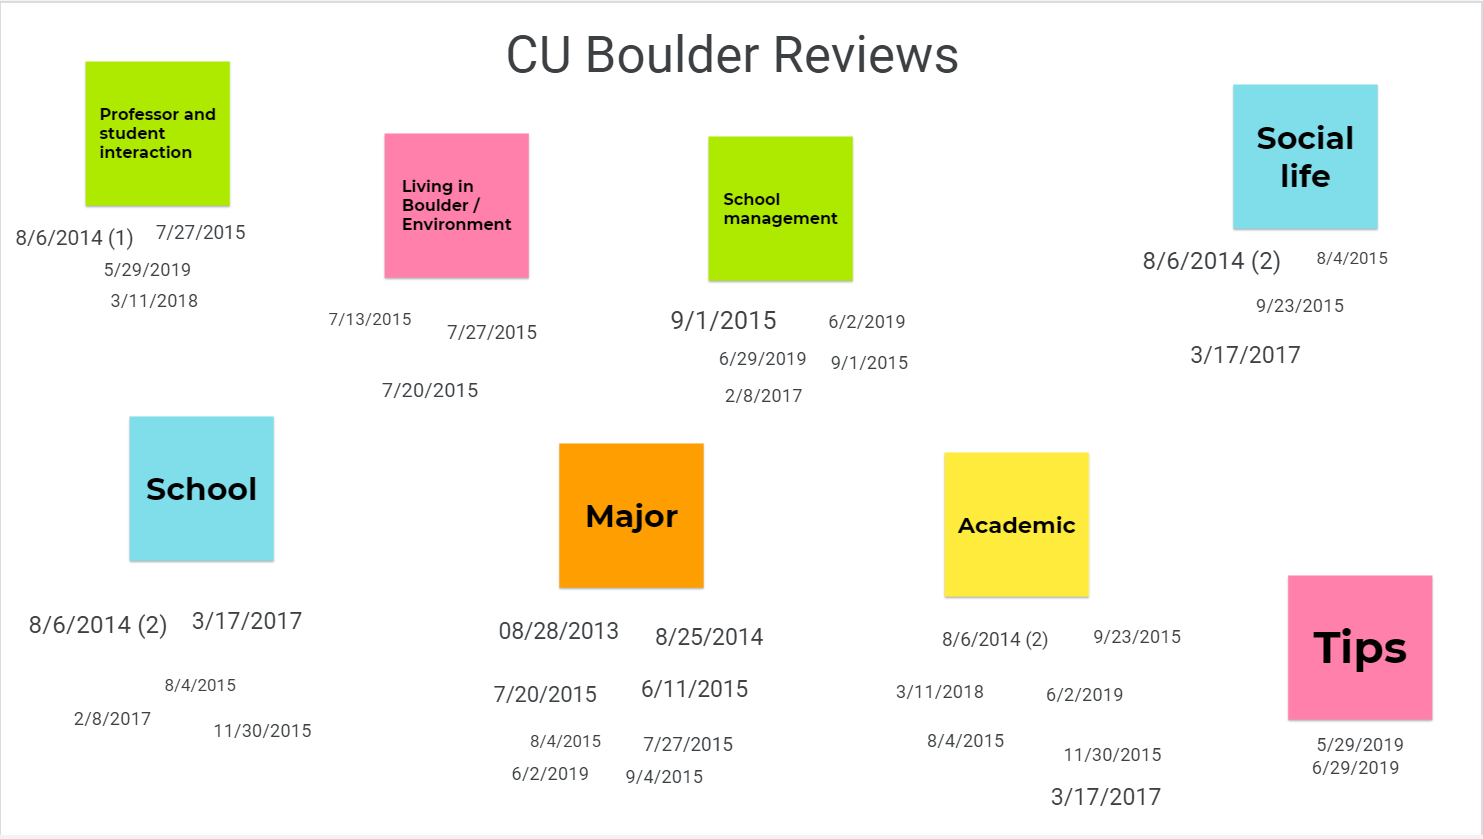 CU Boulder Reviews
Professor and
student
interaction
8/6/2014 (1)
7/27/2015
5/29/2019
3/11/2018
Living in
Boulder /
Environment
7/13/2015
7/27/2015
7/20/2015
School
management
9/1/2015
6/2/2019
6/29/2019
9/1/2015
2/8/2017
Social
life
8/6/2014 (2)
8/4/2015
9/23/2015
3/17/2017
School
8/6/2014 (2)
3/17/2017
8/4/2015
2/8/2017
11/30/2015
Major
08/28/2013
8/25/2014
7/20/2015
6/11/2015
8/4/2015
7/27/2015
6/2/2019
9/4/2015
Academic
8/6/2014 (2)
9/23/2015
3/11/2018
6/2/2019
8/4/2015
11/30/2015
3/17/2017
Tips
5/29/2019
6/29/2019